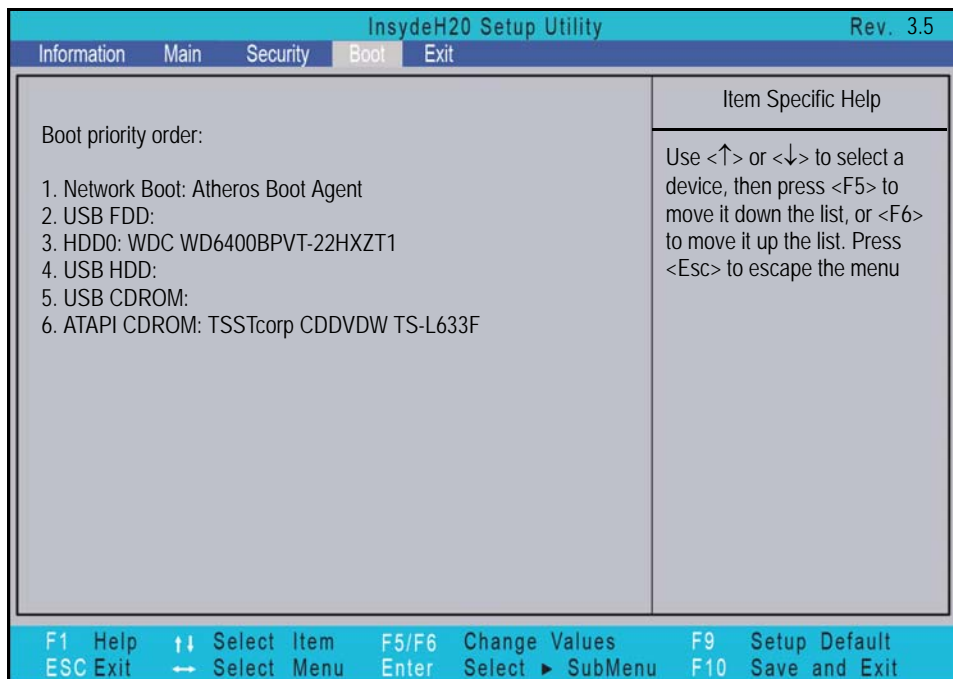 InsydeH20 Setup Utility Rev. 3.5
Information Main Security Boot Exit
Boot priority order:
1. Network Boot: Atheros Boot Agent
2. USB FDD:
3. HDD0: WDC WD6400BPVT-22HXZT1
4. USB HDD:
5. USB CDROM:
6. ATAPI CDROM: TSSTcorp CDDVDW TS-L633F
Item Specific Help
Use <↑> or <↓> to select a
device, then press <F5> to
move it down the list, or <F6>
to move it up the list. Press
<Esc> to escape the menu
F1 Help ↑↓ Select Item F5/F6 Change Values F9 Setup Default
ESC Exit ↔ Select Menu Enter Select ► SubMenu F10 Save and Exit